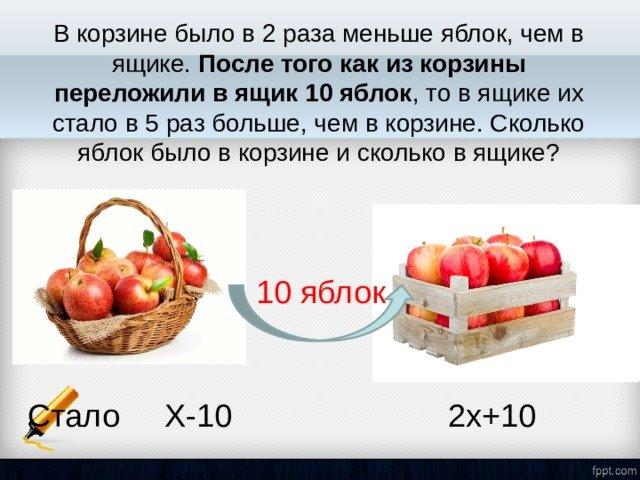 В корзине было в 2 раза меньше яблок, чем в
ящике. После того как из корзины
переложили в ящик 10 яблок, то в ящике их
стало в 5 раз больше, чем в корзине. Сколько
яблок было в корзине и сколько в ящике?
10 яблок
Стало Х-10 2х+10
fppt.com